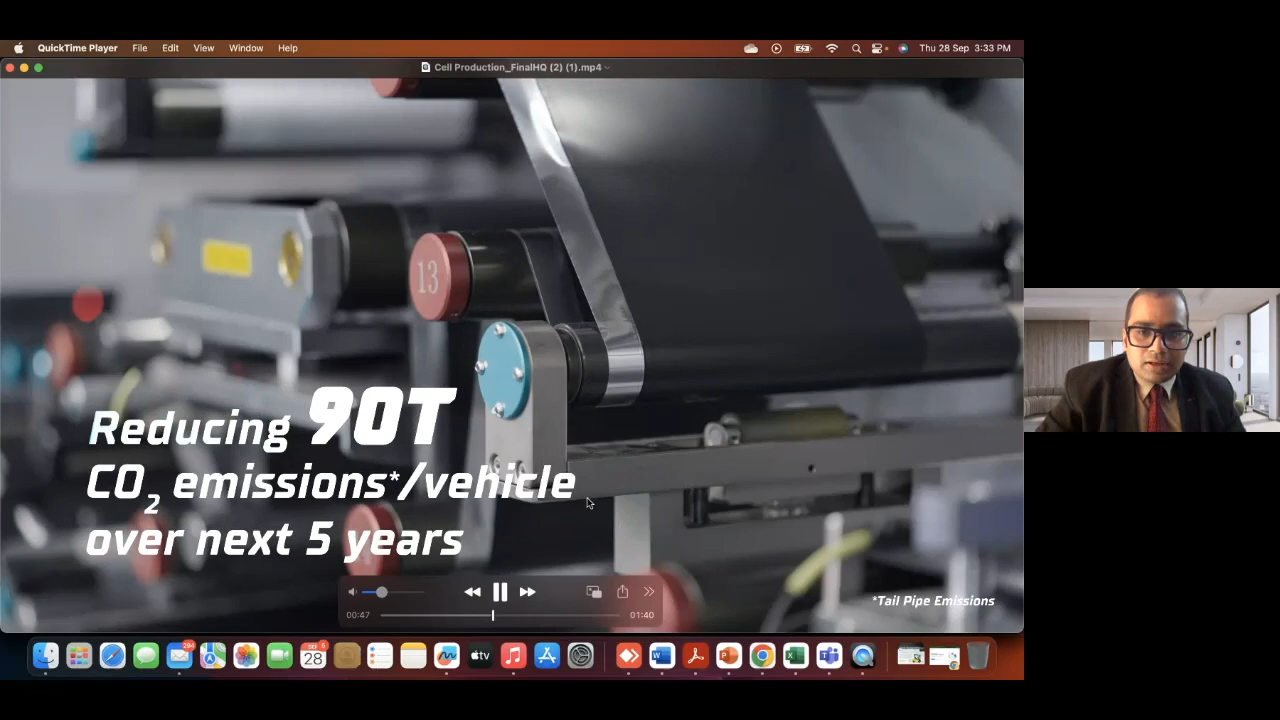 QuickTime Player File Edit View Window Help Thu 28 Sep 3:33 PM
Cell Production_FinalHQ (2) (1).mp4
13
Reducing 90T
CO2 emissions*/vehicle
over next 5 years
*Tail Pipe Emissions
00:47 01:40
28
tv